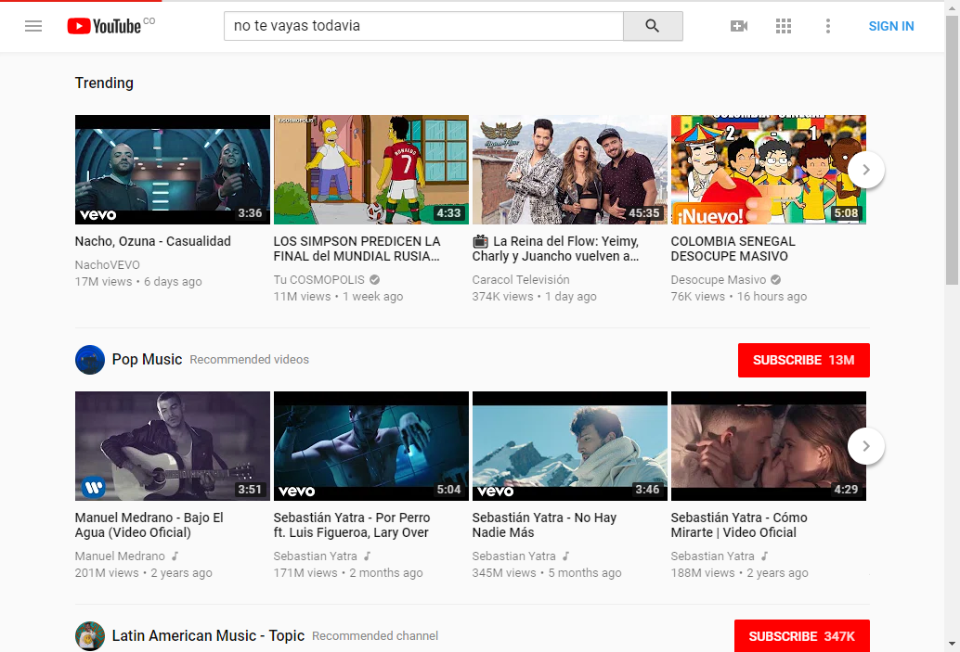 YouTube CO
no te vayas todavia
SIGN IN
Trending
vevo
3:36
RONALDO
7
4:33
45:35
2 - 1
¡Nuevo!
5:08
Nacho, Ozuna - Casualidad
NachoVEVO
17M views • 6 days ago
LOS SIMPSON PREDICEN LA
FINAL del MUNDIAL RUSIA...
Tu COSMOPOLIS
11M views • 1 week ago
La Reina del Flow: Yeimy,
Charly y Juancho vuelven a...
Caracol Televisión
374K views • 1 day ago
COLOMBIA SENEGAL
DESOCUPE MASIVO
Desocupe Masivo
76K views • 16 hours ago
Pop Music Recommended videos
SUBSCRIBE 13M
3:51
vevo
5:04
vevo
3:46
4:29
Manuel Medrano - Bajo El
Agua (Video Oficial)
Manuel Medrano
201M views • 2 years ago
Sebastián Yatra - Por Perro
ft. Luis Figueroa, Lary Over
Sebastian Yatra
171M views • 2 months ago
Sebastián Yatra - No Hay
Nadie Más
Sebastian Yatra
345M views • 5 months ago
Sebastián Yatra - Cómo
Mirarte | Video Oficial
Sebastian Yatra
188M views • 2 years ago
Latin American Music - Topic Recommended channel
SUBSCRIBE 347K